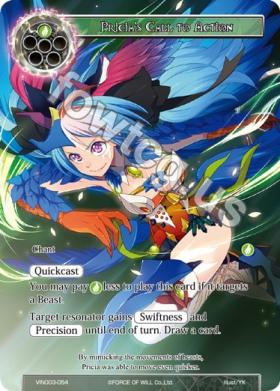 Pricia's Call to Action
fowtcg.us
Chant
Quickcast
You may pay less to play this card if it targets
a Beast.
Target resonator gains Swiftness and
Precision until end of turn. Draw a card.
By mimicking the movements of beasts,
Pricia was able to move even quicker.
VIN003-054 ©FORCE OF WILL Co.,Ltd. Illust/YK